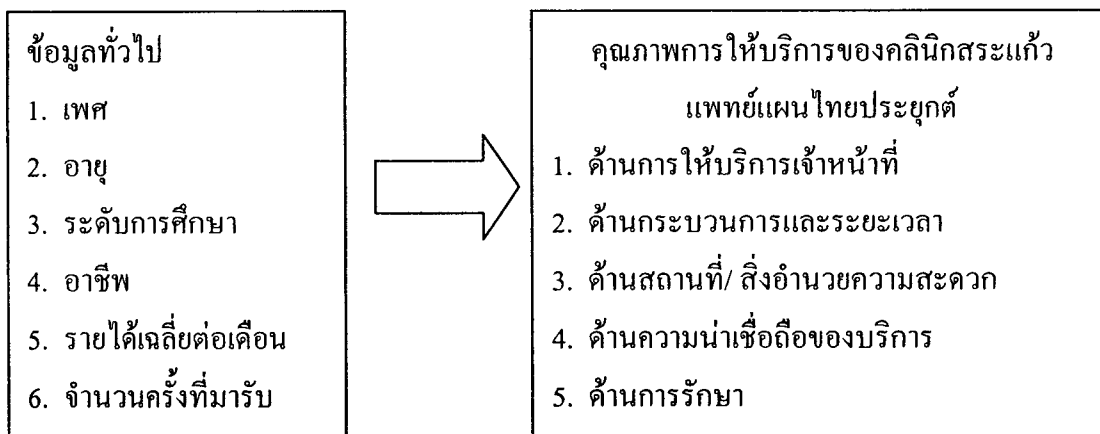 ข้อมูลทั่วไป
1. เพศ
2. อายุ
3. ระดับการศึกษา
4. อาชีพ
5. รายได้เฉลี่ยต่อเดือน
6. จำนวนครั้งที่มารับ
คุณภาพการให้บริการของคลินิกสระแก้ว
แพทย์แผนไทยประยุกต์
1. ด้านการให้บริการเจ้าหน้าที่
2. ด้านกระบวนการและระยะเวลา
3. ด้านสถานที่/ สิ่งอำนวยความสะดวก
4. ด้านความน่าเชื่อถือของบริการ
5. ด้านการรักษา